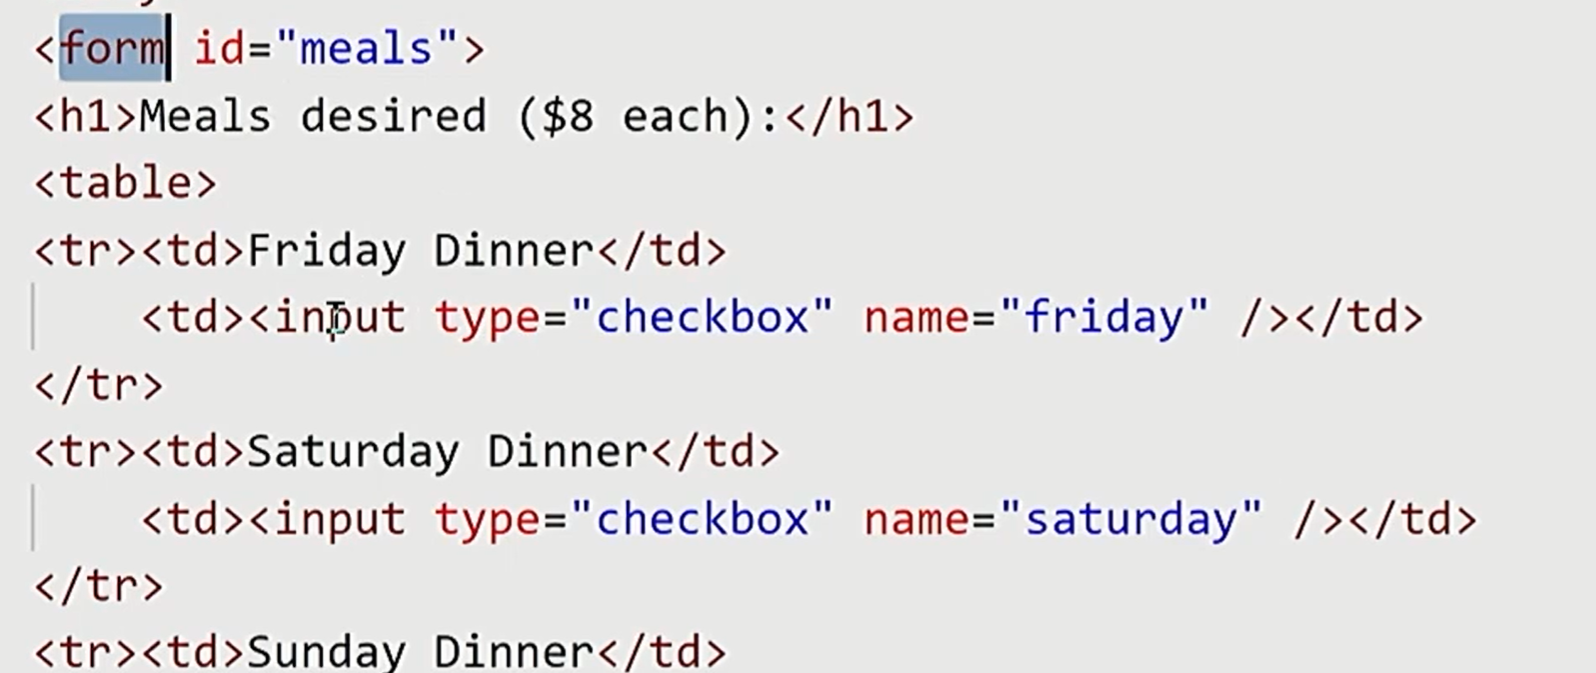 <form id="meals">
<h1>Meals desired ($8 each):</h1>
<table>
<tr><td>Friday Dinner</td>
<td><input type="checkbox" name="friday" /></td>
</tr>
<tr><td>Saturday Dinner</td>
<td><input type="checkbox" name="saturday" /></td>
</tr>
<tr><td>Sunday Dinner</td>